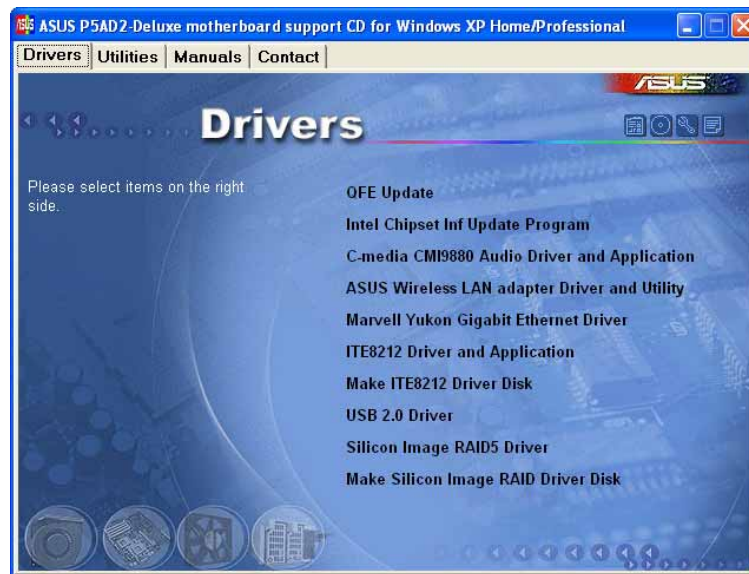 ASUS P5AD2-Deluxe motherboard support CD for Windows XP Home/Professional
Drivers Utilities Manuals Contact
ASUS
Drivers
Please select items on the right
side.
QFE Update
Intel Chipset Inf Update Program
C-media CMI9880 Audio Driver and Application
ASUS Wireless LAN adapter Driver and Utility
Marvell Yukon Gigabit Ethernet Driver
ITE8212 Driver and Application
Make ITE8212 Driver Disk
USB 2.0 Driver
Silicon Image RAID5 Driver
Make Silicon Image RAID Driver Disk